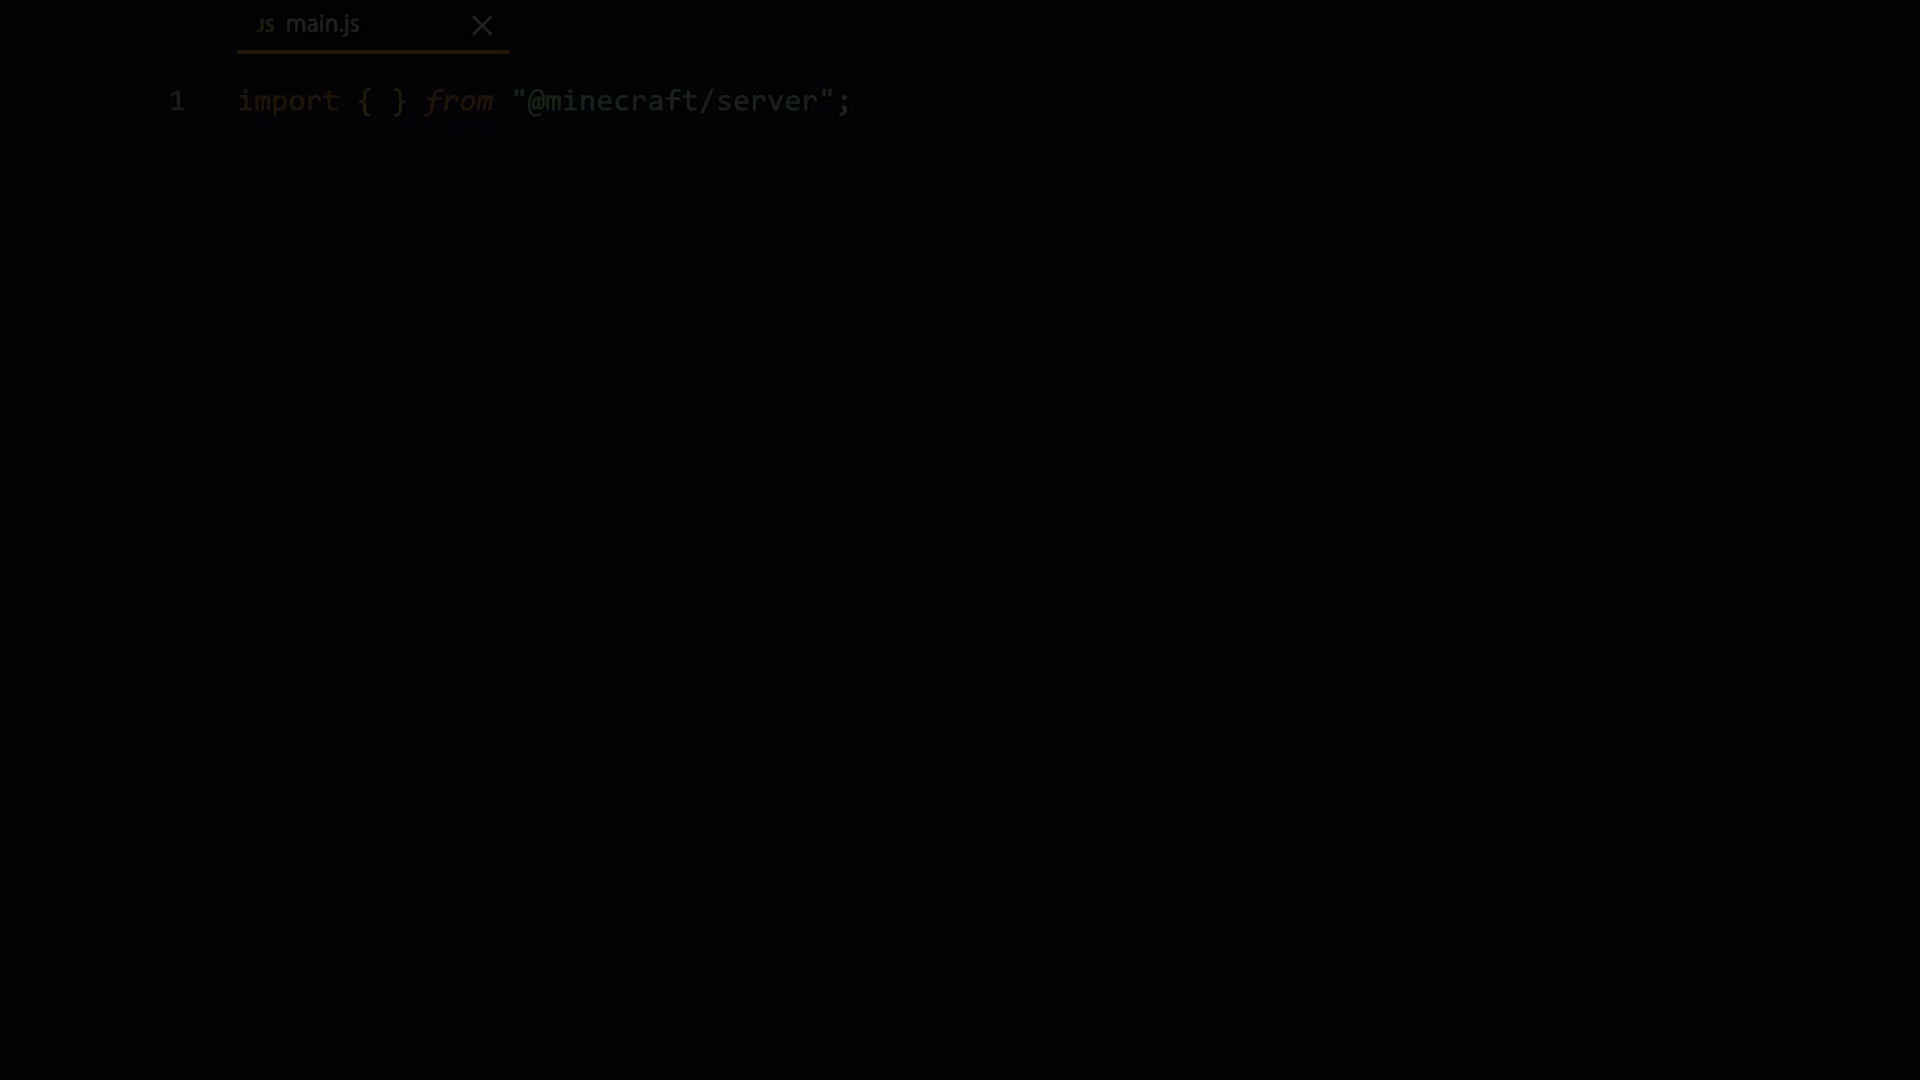 JS main.js
1 import { } from "@minecraft/server";